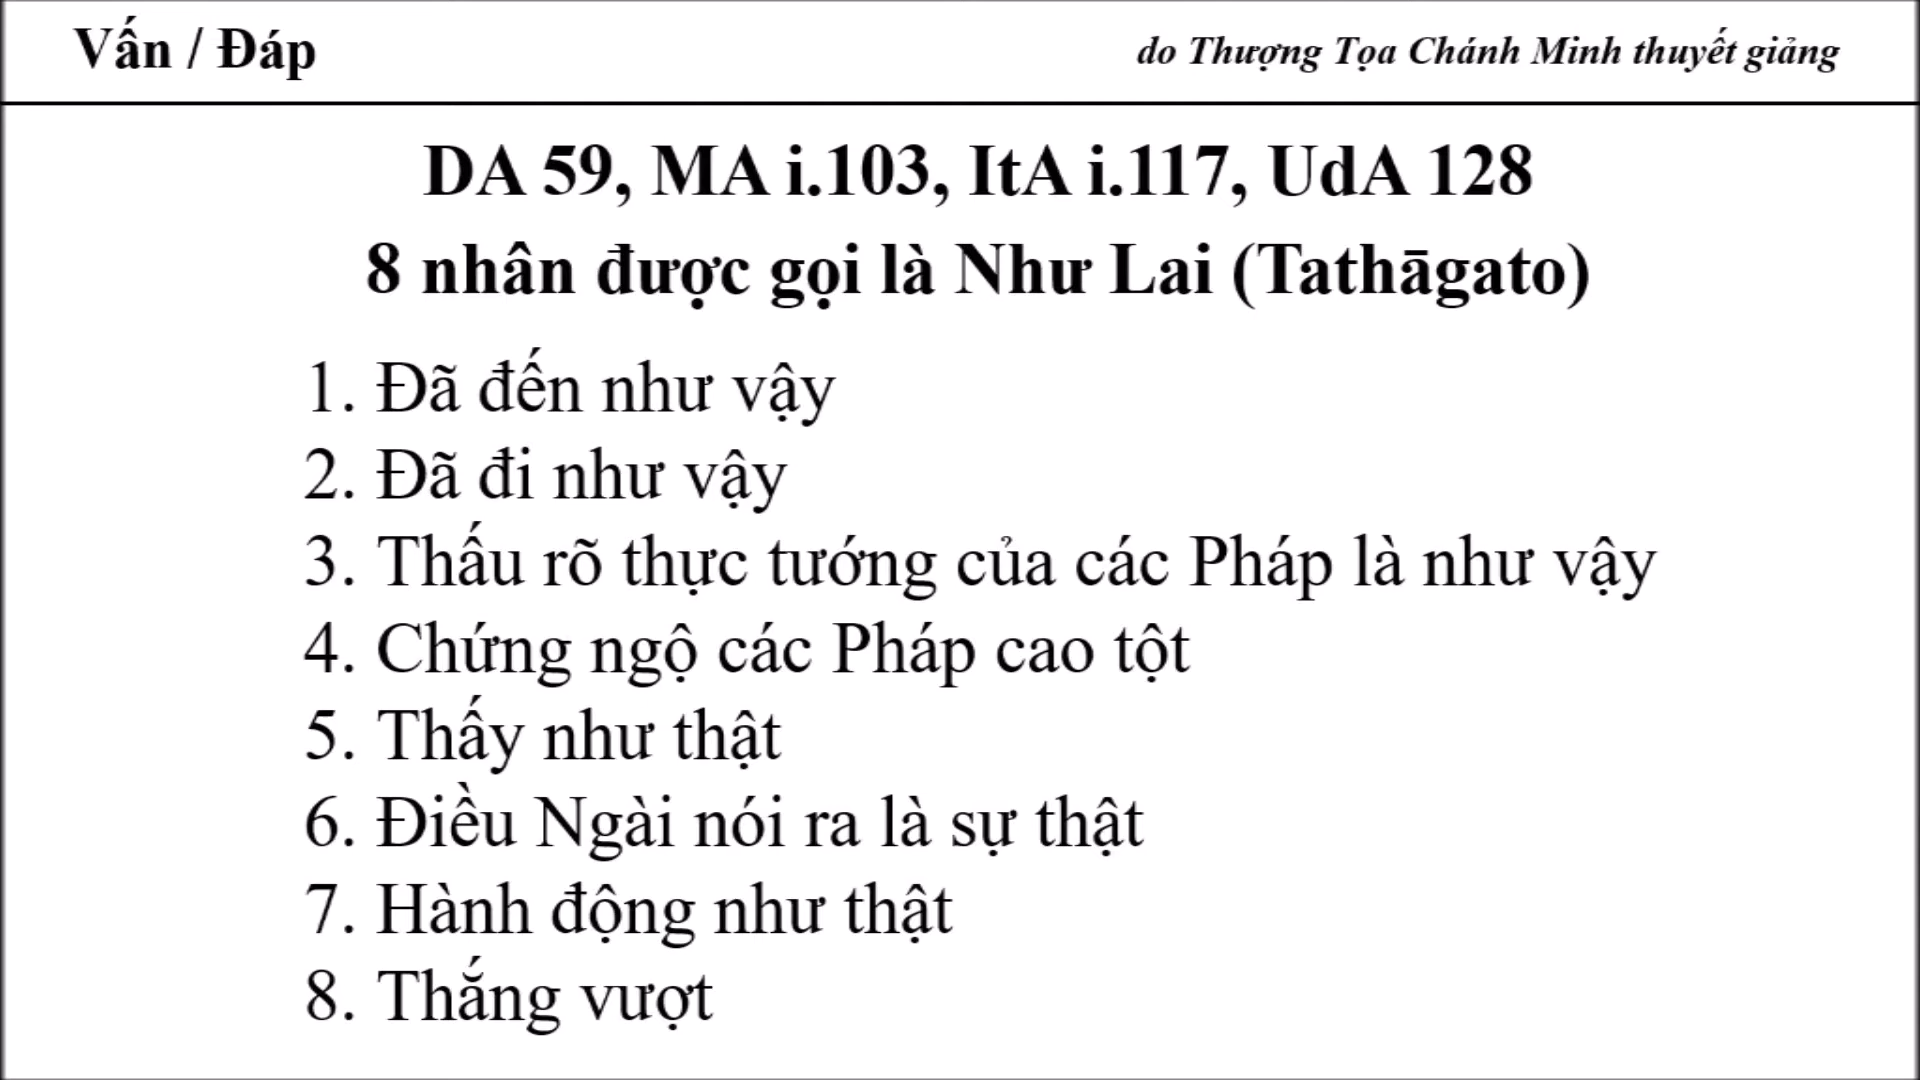 Vấn / Đáp
do Thượng Tọa Chánh Minh thuyết giảng
DA 59, MA i.103, ItA i.117, UdA 128
8 nhân được gọi là Như Lai (Tathāgato)
1. Đã đến như vậy
2. Đã đi như vậy
3. Thấu rõ thực tướng của các Pháp là như vậy
4. Chứng ngộ các Pháp cao tột
5. Thấy như thật
6. Điều Ngài nói ra là sự thật
7. Hành động như thật
8. Thắng vượt